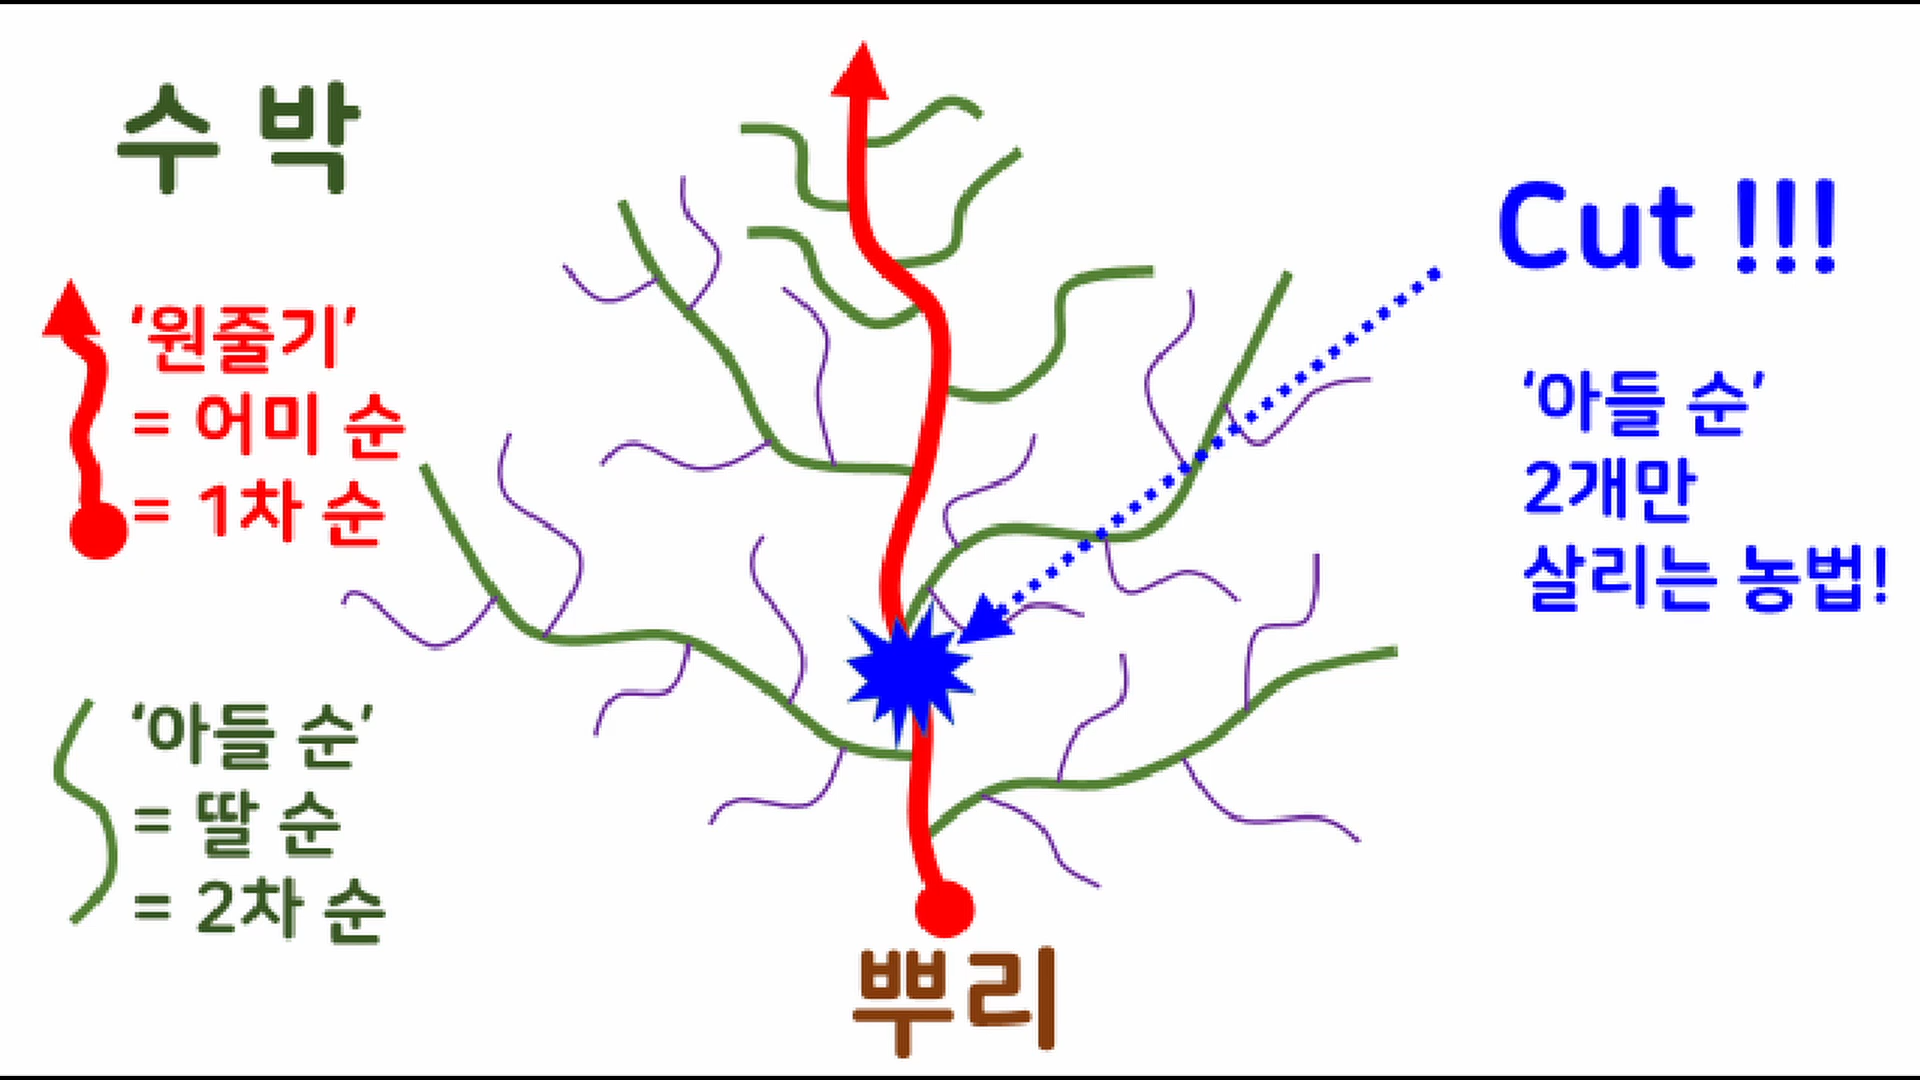 수박
‘원줄기’
= 어미 순
= 1차 순
‘아들 순’
= 딸 순
= 2차 순
Cut !!!
‘아들 순’
2개만
살리는 농법!
뿌리